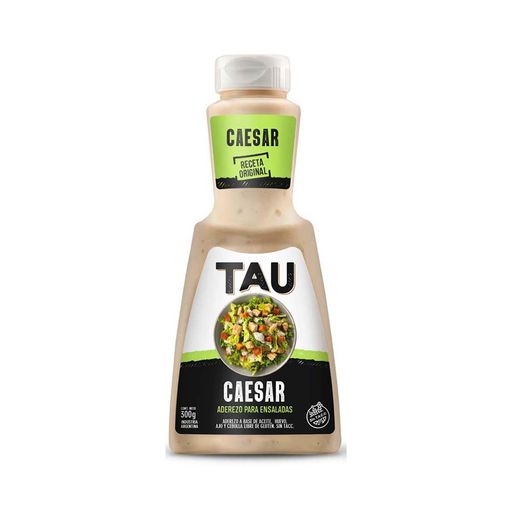 CAESAR
RECETA
ORIGINAL
TAU
CAESAR
ADEREZO PARA ENSALADAS
CONT. NETO
300g
INDUSTRIA
ARGENTINA
ADEREZO A BASE DE ACEITE, HUEVO,
AJO Y CEBOLLA LIBRE DE GLUTEN. SIN TACC.